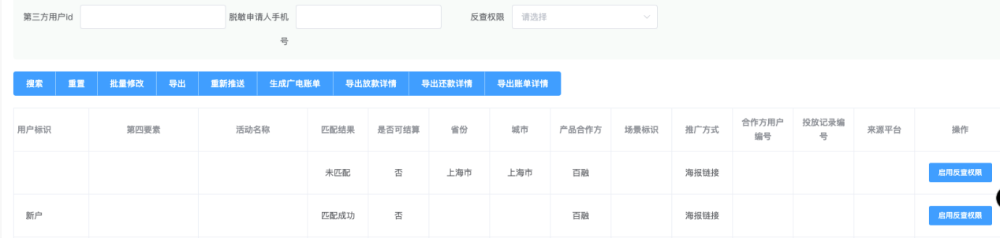 第三方用户id 脱敏申请人手机号 反查权限 请选择
搜索 重置 批量修改 导出 重新推送 生成广电账单 导出放款详情 导出还款详情 导出账单详情
用户标识 第四要素 活动名称 匹配结果 是否可结算 省份 城市 产品合作方 场景标识 推广方式 合作方用户编号 投放记录编号 来源平台 操作
未匹配 否 上海市 上海市 百融 海报链接 启用反查权限
新户 匹配成功 否 百融 海报链接 启用反查权限